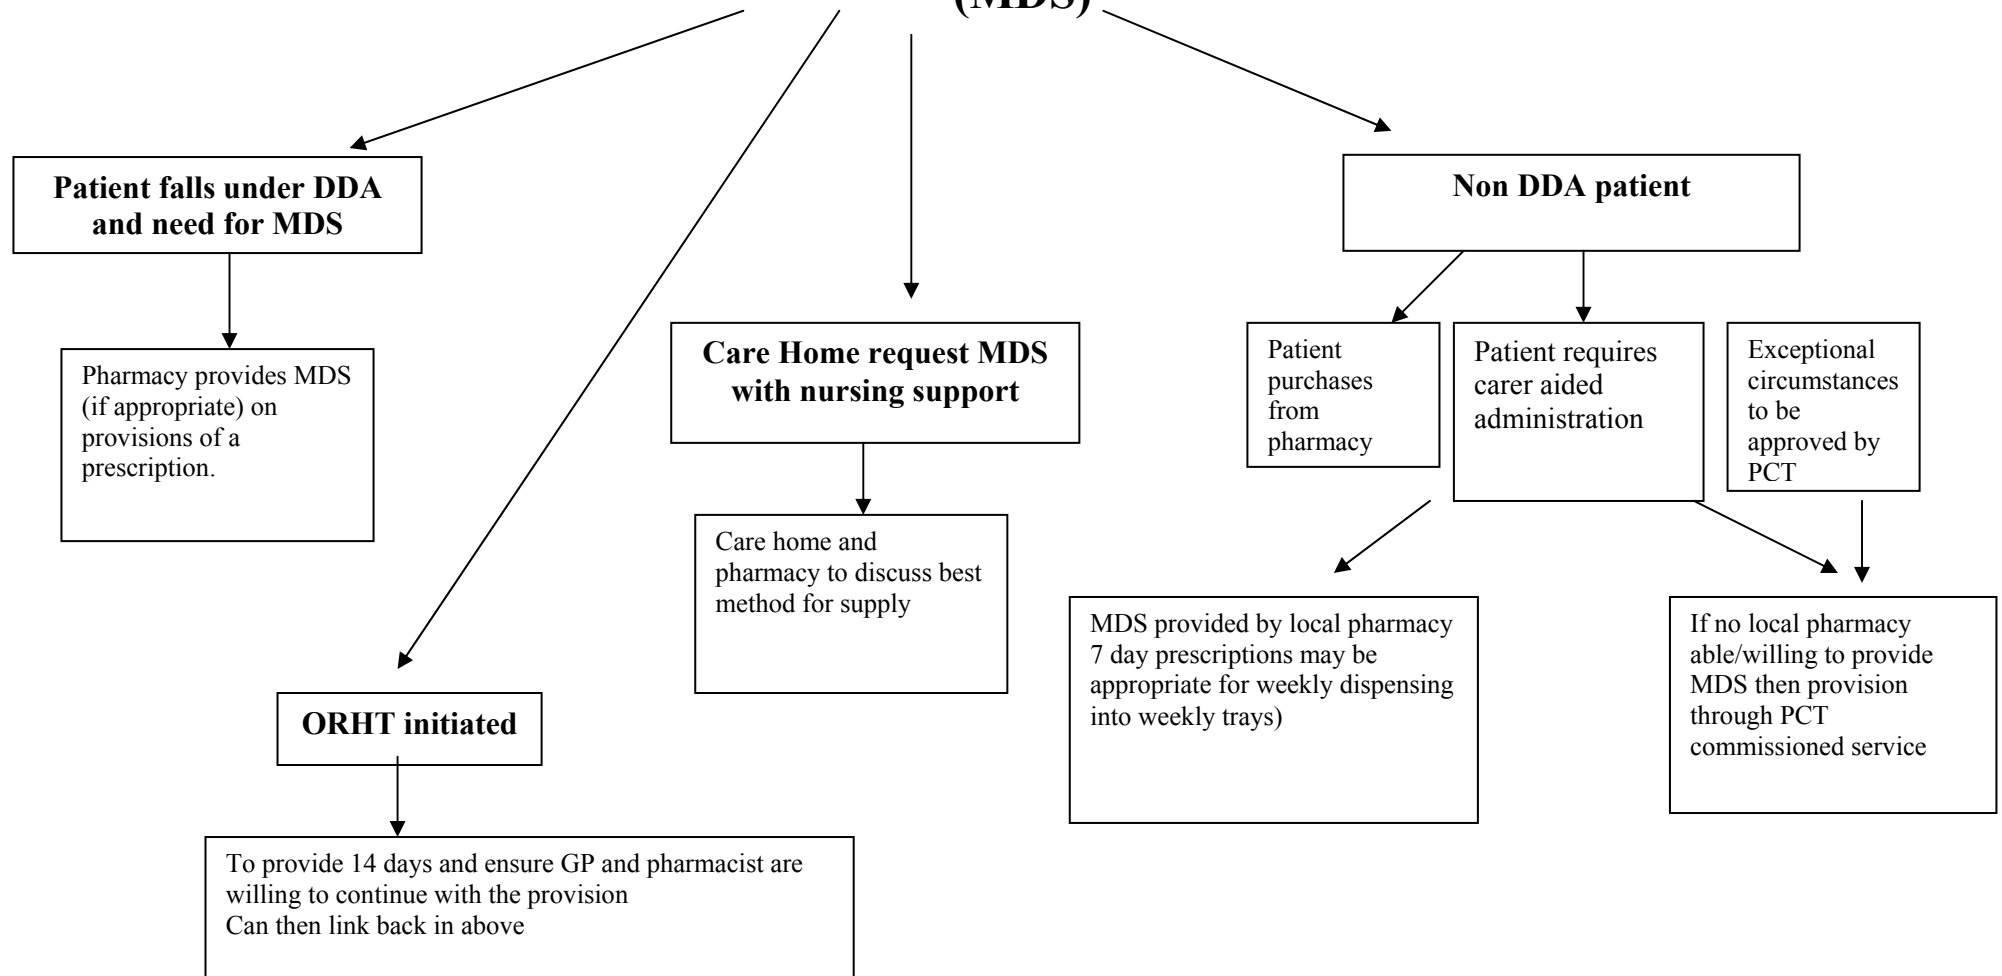 (MDS)
Patient falls under DDA
and need for MDS
Non DDA patient
Pharmacy provides MDS
(if appropriate) on
provisions of a
prescription.
Care Home request MDS
with nursing support
Patient
purchases
from
pharmacy
Patient requires
carer aided
administration
Exceptional
circumstances
to be
approved by
PCT
Care home and
pharmacy to discuss best
method for supply
MDS provided by local pharmacy
7 day prescriptions may be
appropriate for weekly dispensing
into weekly trays)
If no local pharmacy
able/willing to provide
MDS then provision
through PCT
commissioned service
ORHT initiated
To provide 14 days and ensure GP and pharmacist are
willing to continue with the provision
Can then link back in above